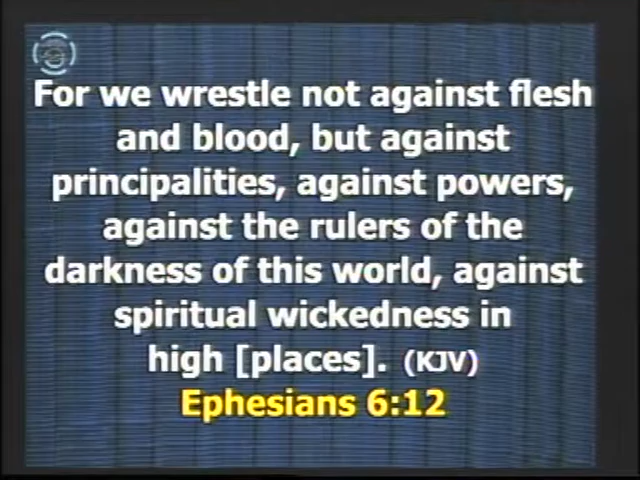 For we wrestle not against flesh
and blood, but against
principalities, against powers,
against the rulers of the
darkness of this world, against
spiritual wickedness in
high [places]. (KJV)
Ephesians 6:12